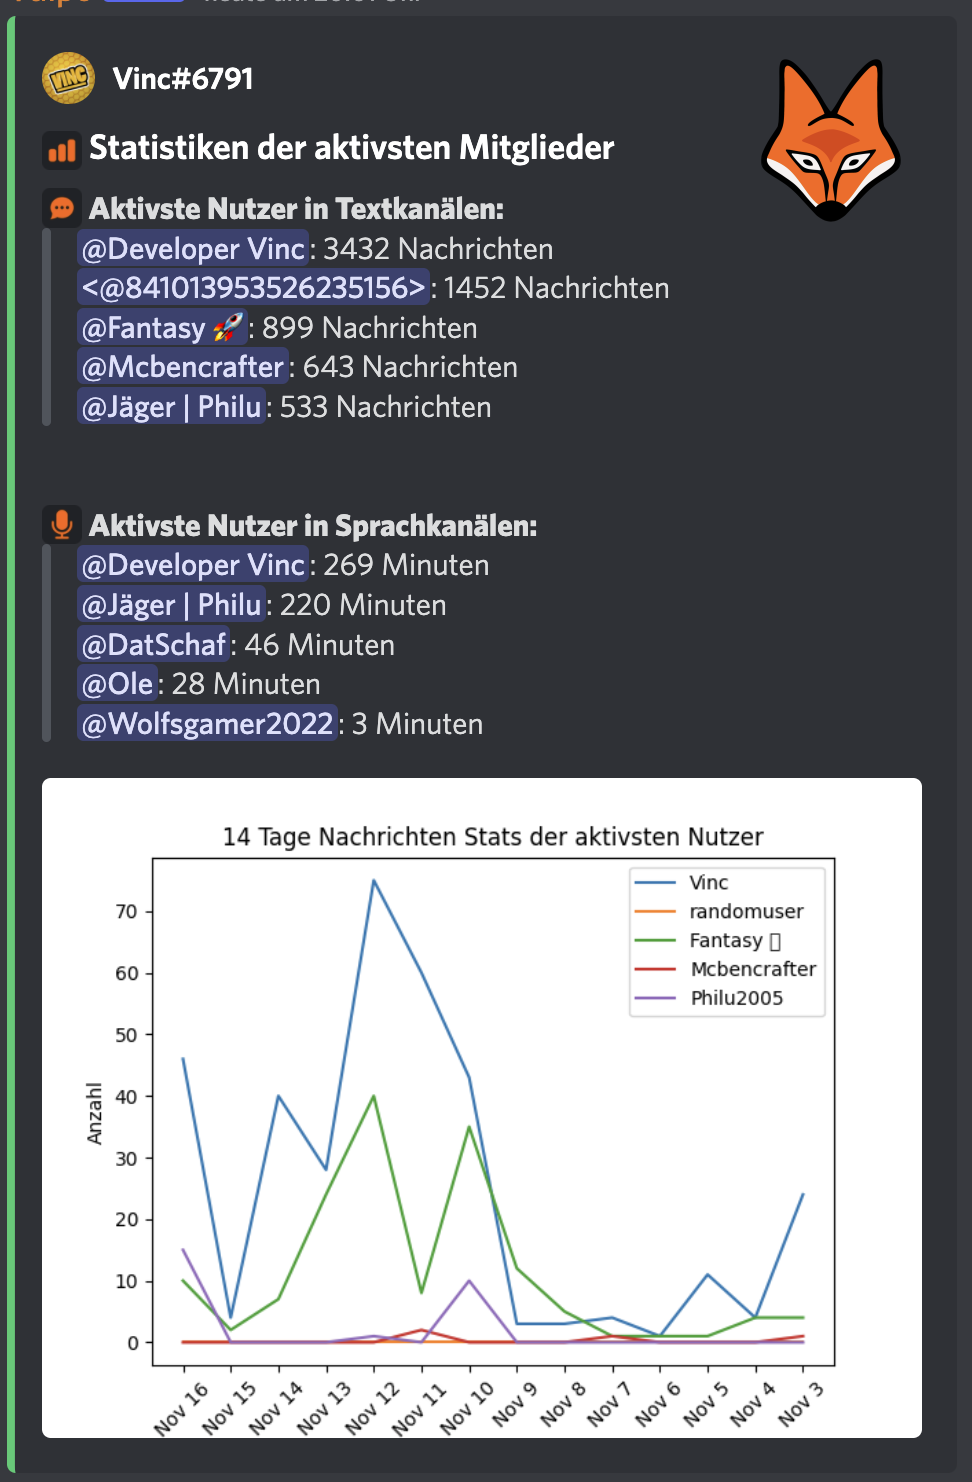 VINC
Vinc#6791
Statistiken der aktivsten Mitglieder
Aktivste Nutzer in Textkanälen:
@Developer Vinc: 3432 Nachrichten
<@841013953526235156>: 1452 Nachrichten
@Fantasy 🚀: 899 Nachrichten
@Mcbencrafter: 643 Nachrichten
@Jäger | Philu: 533 Nachrichten
Aktivste Nutzer in Sprachkanälen:
@Developer Vinc: 269 Minuten
@Jäger | Philu: 220 Minuten
@DatSchaf: 46 Minuten
@Ole: 28 Minuten
@Wolfsgamer2022: 3 Minuten
14 Tage Nachrichten Stats der aktivsten Nutzer
Vinc
randomuser
Fantasy ▯
Mcbencrafter
Philu2005
Anzahl
70
60
50
40
30
20
10
0
Nov 16 Nov 15 Nov 14 Nov 13 Nov 12 Nov 11 Nov 10 Nov 9 Nov 8 Nov 7 Nov 6 Nov 5 Nov 4 Nov 3